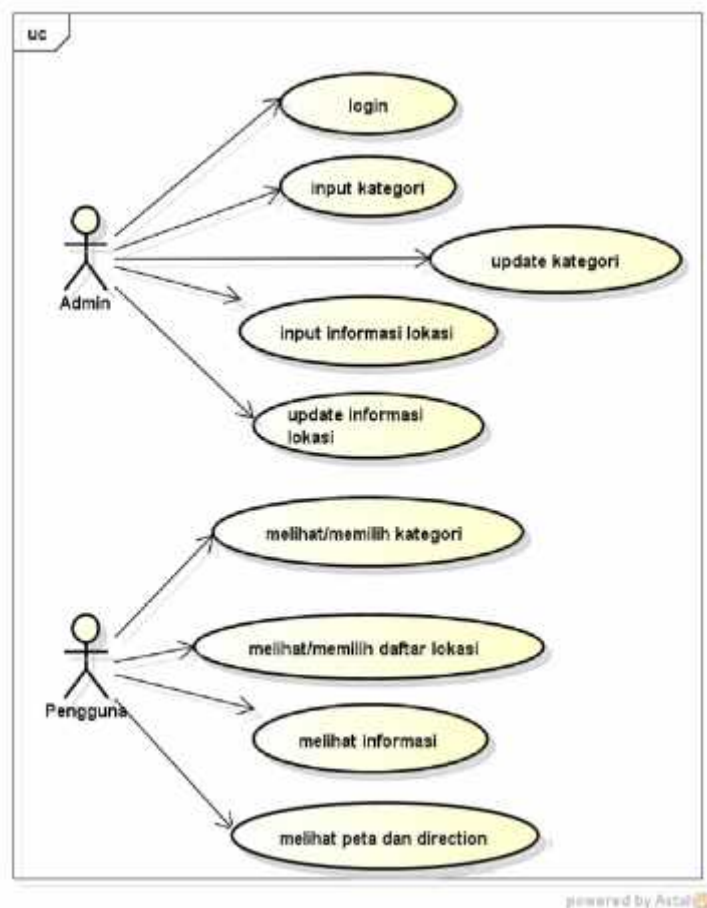 uc
login
input kategori
update kategori
Admin
input informasi lokasi
update informasi
lokasi
melihat/memilih kategori
melihat/memilih daftar lokasi
Pengguna
melihat informasi
melihat peta dan direction
powered by Astah